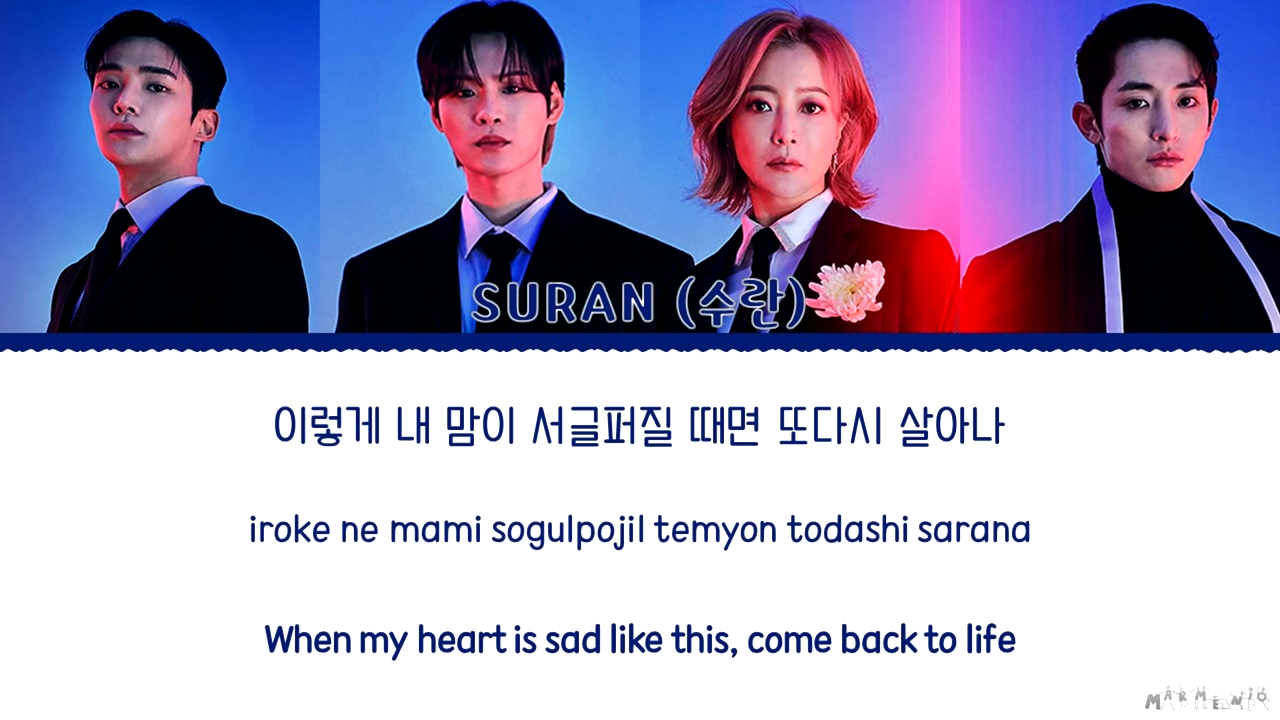 SURAN (수란)
이렇게 내 맘이 서글퍼질 때면 또다시 살아나
iroke ne mami sogulpojil temyon todashi sarana
When my heart is sad like this, come back to life